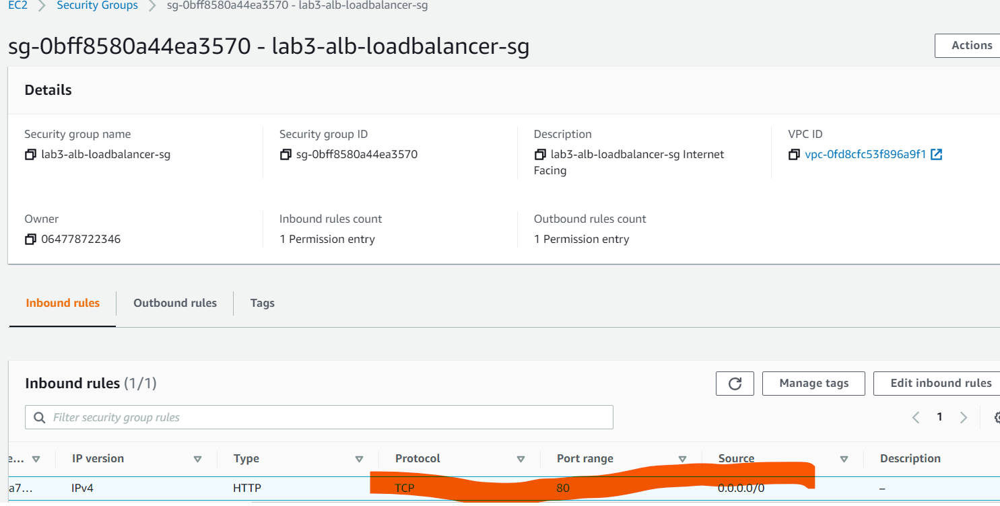 EC2 > Security Groups > sg-0bff8580a44ea3570 - lab3-alb-loadbalancer-sg
sg-0bff8580a44ea3570 - lab3-alb-loadbalancer-sg
Actions
Details
Security group name
lab3-alb-loadbalancer-sg
Security group ID
sg-0bff8580a44ea3570
Description
lab3-alb-loadbalancer-sg Internet
Facing
VPC ID
vpc-0fd8cfc53f896a9f1
Owner
064778722346
Inbound rules count
1 Permission entry
Outbound rules count
1 Permission entry
Inbound rules
Outbound rules
Tags
Inbound rules (1/1)
Manage tags
Edit inbound rules
Filter security group rules
1
e... IP version Type Protocol Port range Source Description
a7... IPv4 HTTP TCP 80 0.0.0.0/0 –